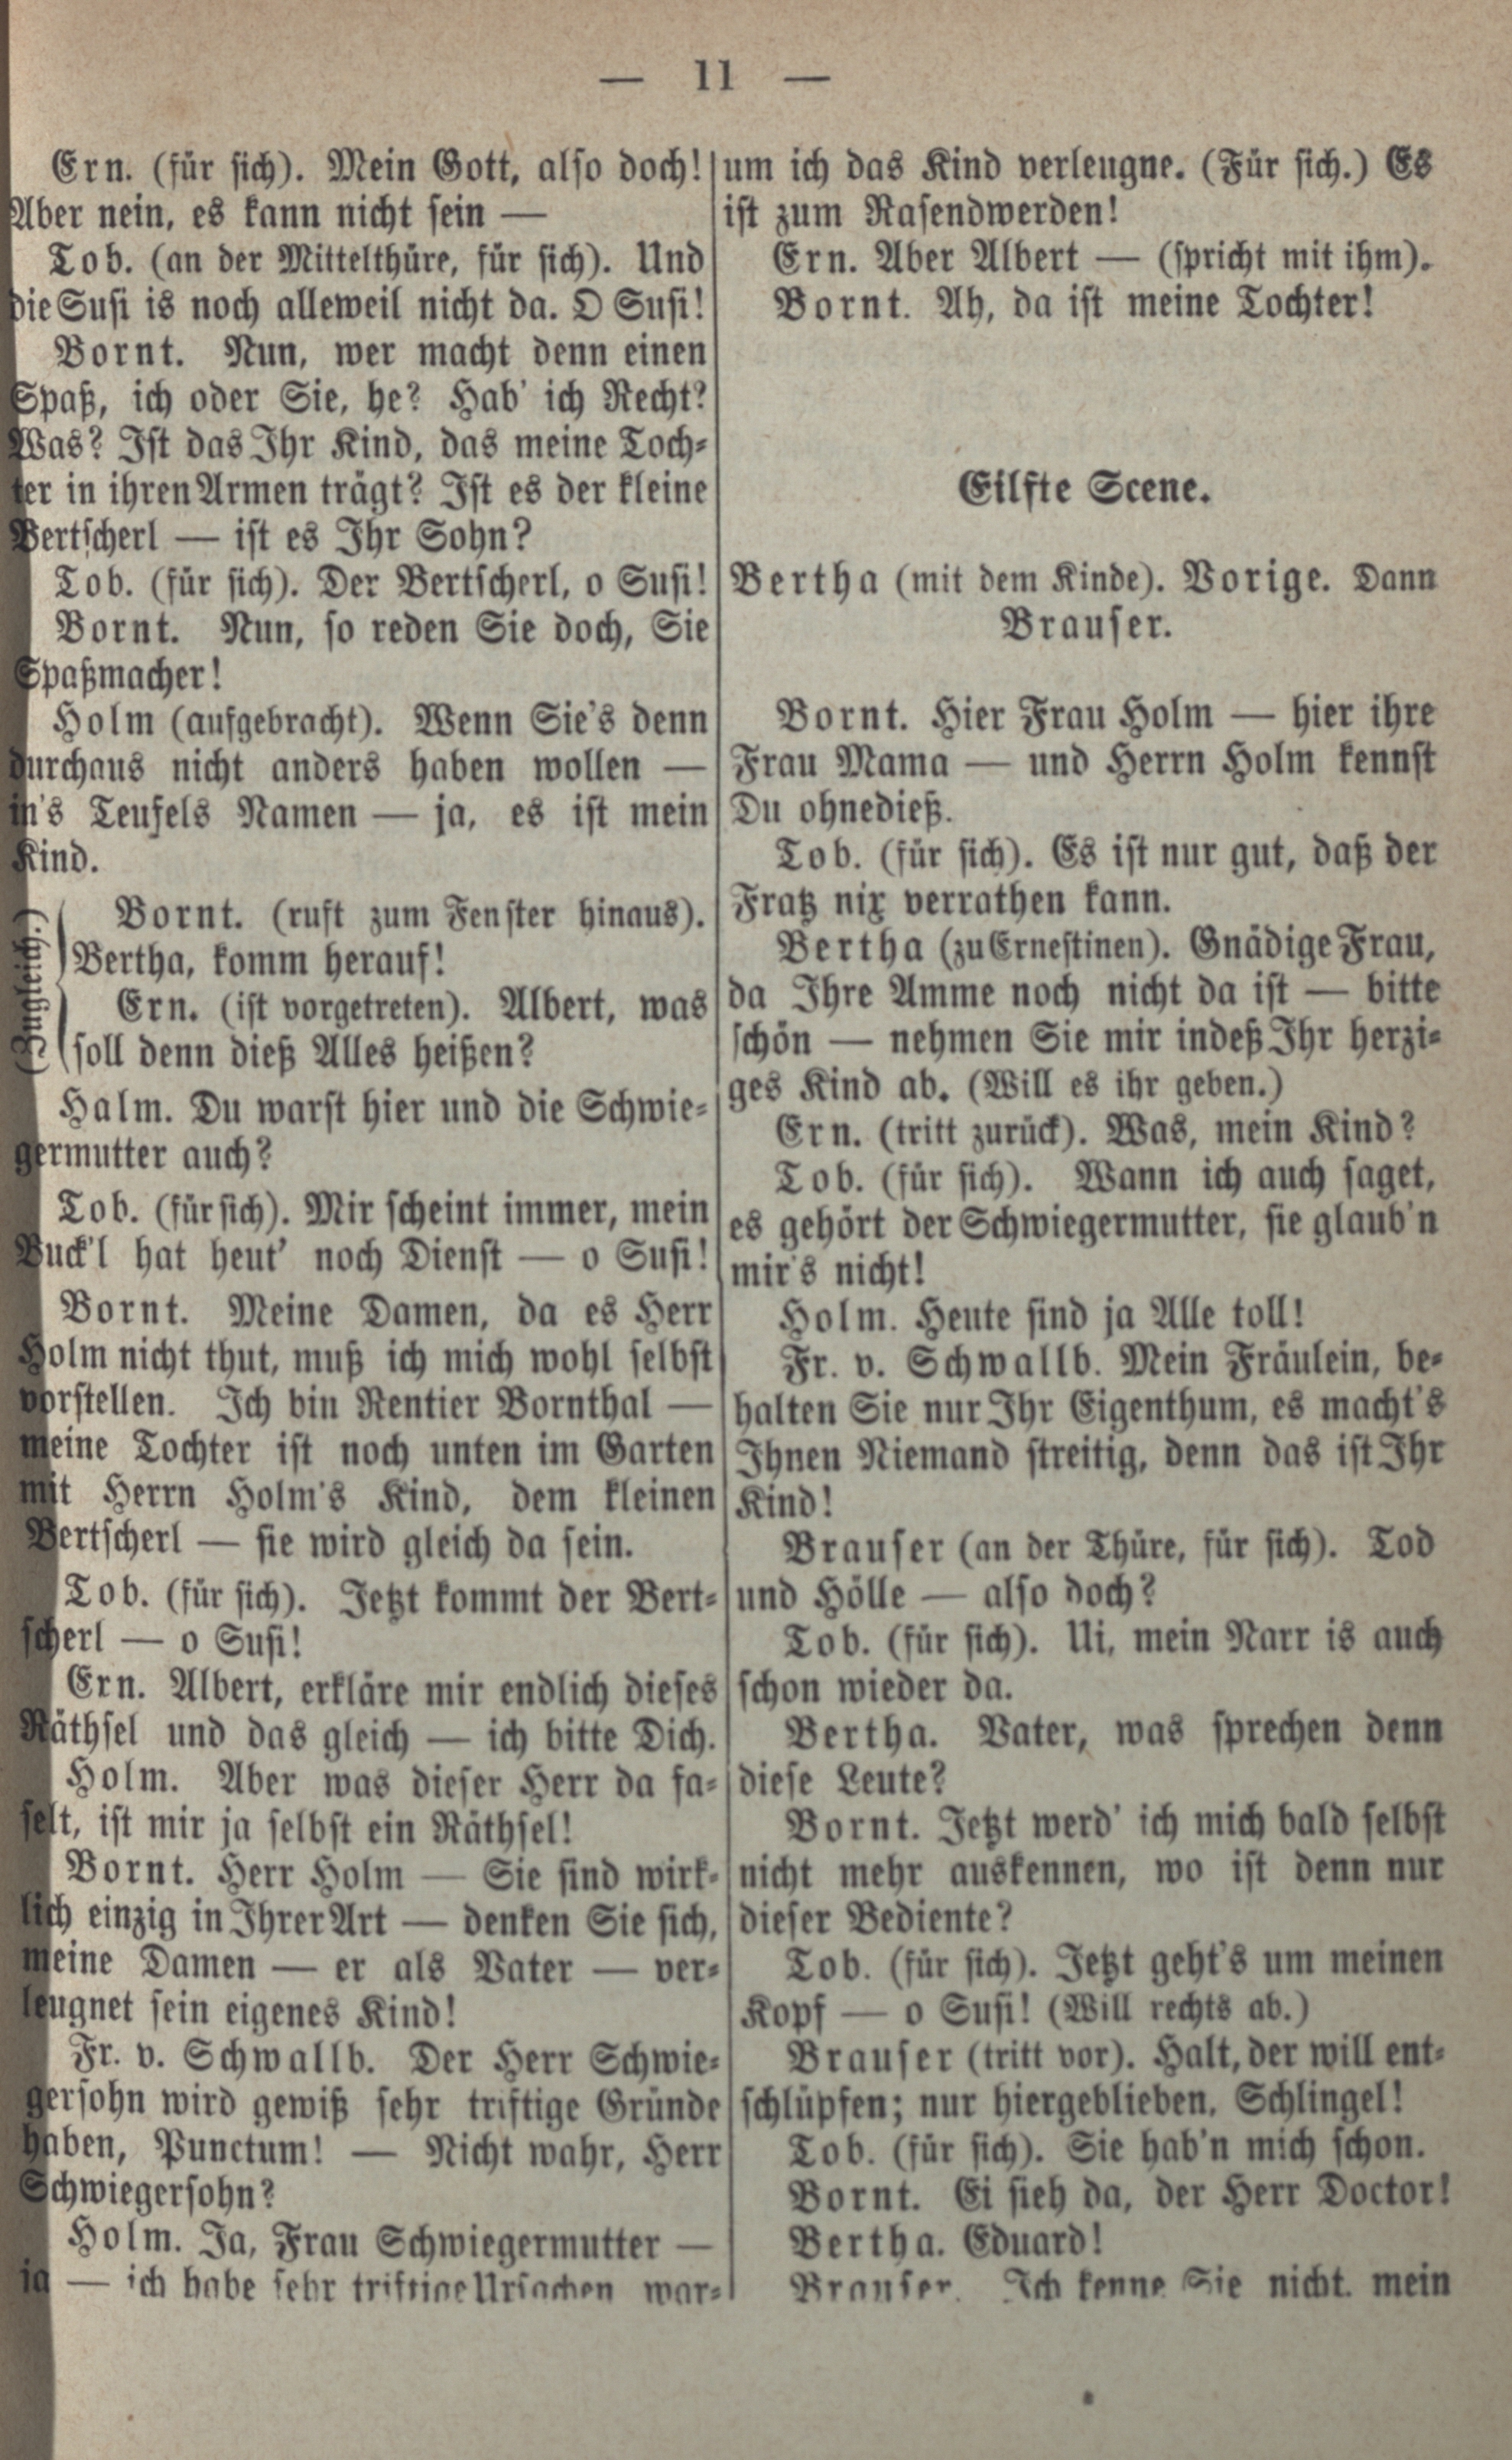 — 11 —
Ern. (für sich). Mein Gott, also doch!
Aber nein, es kann nicht sein —
Tob. (an der Mittelthüre, für sich). Und
die Susi is noch alleweil nicht da. O Susi!
Bornt. Nun, wer macht denn einen
Spaß, ich oder Sie, he? Hab' ich Recht?
Was? Ist das Ihr Kind, das meine Toch-
ter in ihren Armen trägt? Ist es der kleine
Bertscherl — ist es Ihr Sohn?
Tob. (für sich). Der Bertscherl, o Susi!
Bornt. Nun, so reden Sie doch, Sie
Spaßmacher!
Holm (aufgebracht). Wenn Sie's denn
durchaus nicht anders haben wollen —
in's Teufels Namen — ja, es ist mein
Kind.
(Zugleich.)
Bornt. (ruft zum Fenster hinaus).
Bertha, komm herauf!
Ern. (ist vorgetreten). Albert, was
soll denn dieß Alles heißen?
Halm. Du warst hier und die Schwie-
germutter auch?
Tob. (für sich). Mir scheint immer, mein
Buck'l hat heut' noch Dienst — o Susi!
Bornt. Meine Damen, da es Herr
Holm nicht thut, muß ich mich wohl selbst
vorstellen. Ich bin Rentier Bornthal —
meine Tochter ist noch unten im Garten
mit Herrn Holm's Kind, dem kleinen
Bertscherl — sie wird gleich da sein.
Tob. (für sich). Jetzt kommt der Bert-
scherl — o Susi!
Ern. Albert, erkläre mir endlich dieses
Räthsel und das gleich — ich bitte Dich.
Holm. Aber was dieser Herr da fa-
selt, ist mir ja selbst ein Räthsel!
Bornt. Herr Holm — Sie sind wirk-
lich einzig in Ihrer Art — denken Sie sich,
meine Damen — er als Vater — ver-
leugnet sein eigenes Kind!
Fr. v. Schwallb. Der Herr Schwie-
gersohn wird gewiß sehr triftige Gründe
haben, Punctum! — Nicht wahr, Herr
Schwiegersohn?
Holm. Ja, Frau Schwiegermutter —
ja — ich habe sehr triftige Ursachen war-
um ich das Kind verleugne. (Für sich.) Es
ist zum Rasendwerden!
Ern. Aber Albert — (spricht mit ihm).
Bornt. Ah, da ist meine Tochter!
Eilfte Scene.
Bertha (mit dem Kinde). Vorige. Dann
Brauser.
Bornt. Hier Frau Holm — hier ihre
Frau Mama — und Herrn Holm kennst
Du ohnedieß.
Tob. (für sich). Es ist nur gut, daß der
Fratz nix verrathen kann.
Bertha (zu Ernestinen). Gnädige Frau,
da Ihre Amme noch nicht da ist — bitte
schön — nehmen Sie mir indeß Ihr herzi-
ges Kind ab. (Will es ihr geben.)
Ern. (tritt zurück). Was, mein Kind?
Tob. (für sich). Wann ich auch saget,
es gehört der Schwiegermutter, sie glaub'n
mir's nicht!
Holm. Heute sind ja Alle toll!
Fr. v. Schwallb. Mein Fräulein, be-
halten Sie nur Ihr Eigenthum, es macht's
Ihnen Niemand streitig, denn das ist Ihr
Kind!
Brauser (an der Thüre, für sich). Tod
und Hölle — also doch?
Tob. (für sich). Ui, mein Narr is auch
schon wieder da.
Bertha. Vater, was sprechen denn
diese Leute?
Bornt. Jetzt werd' ich mich bald selbst
nicht mehr auskennen, wo ist denn nur
dieser Bediente?
Tob. (für sich). Jetzt geht's um meinen
Kopf — o Susi! (Will rechts ab.)
Brauser (tritt vor). Halt, der will ent-
schlüpfen; nur hiergeblieben, Schlingel!
Tob. (für sich). Sie hab'n mich schon.
Bornt. Ei sieh da, der Herr Doctor!
Bertha. Eduard!
Brauser. Ich kenne Sie nicht, mein